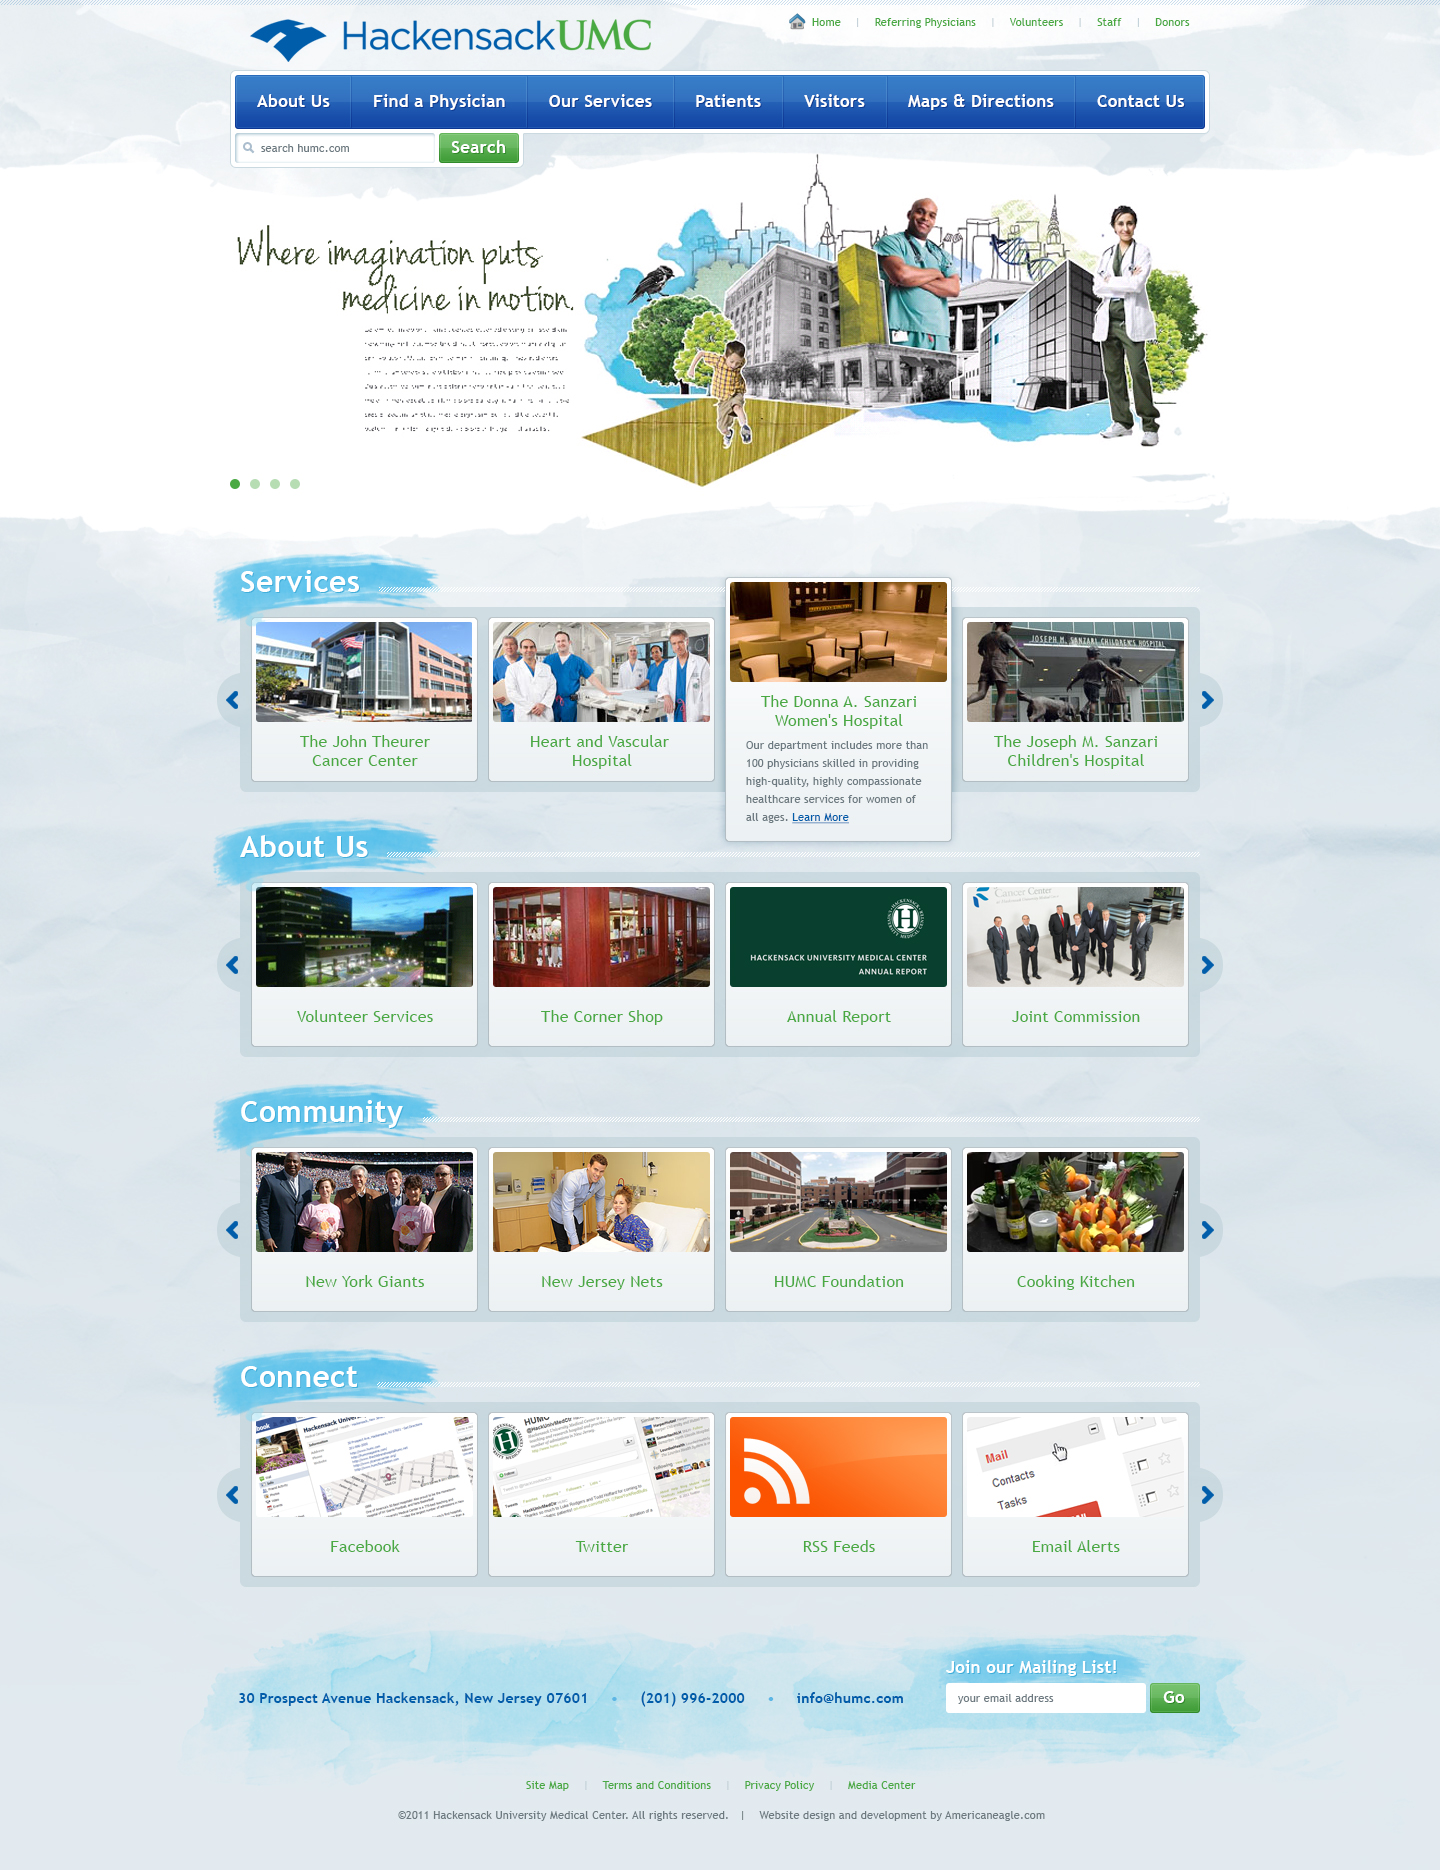 HackensackUMC
Home | Referring Physicians | Volunteers | Staff | Donors
About Us Find a Physician Our Services Patients Visitors Maps & Directions Contact Us
search humc.com Search
Where imagination puts
medicine in motion.
Services
JOSEPH M. SANZARI CHILDREN'S HOSPITAL
The John Theurer
Cancer Center
Heart and Vascular
Hospital
The Donna A. Sanzari
Women's Hospital
Our department includes more than
100 physicians skilled in providing
high-quality, highly compassionate
healthcare services for women of
all ages. Learn More
The Joseph M. Sanzari
Children's Hospital
About Us
H
HACKENSACK UNIVERSITY MEDICAL CENTER
ANNUAL REPORT
Cancer Center
Volunteer Services
The Corner Shop
Annual Report
Joint Commission
Community
New York Giants
New Jersey Nets
HUMC Foundation
Cooking Kitchen
Connect
Mail
Contacts
Tasks
Facebook
Twitter
RSS Feeds
Email Alerts
Join our Mailing List!
30 Prospect Avenue Hackensack, New Jersey 07601 • (201) 996-2000 • info@humc.com
your email address Go
Site Map | Terms and Conditions | Privacy Policy | Media Center
©2011 Hackensack University Medical Center. All rights reserved. | Website design and development by Americaneagle.com